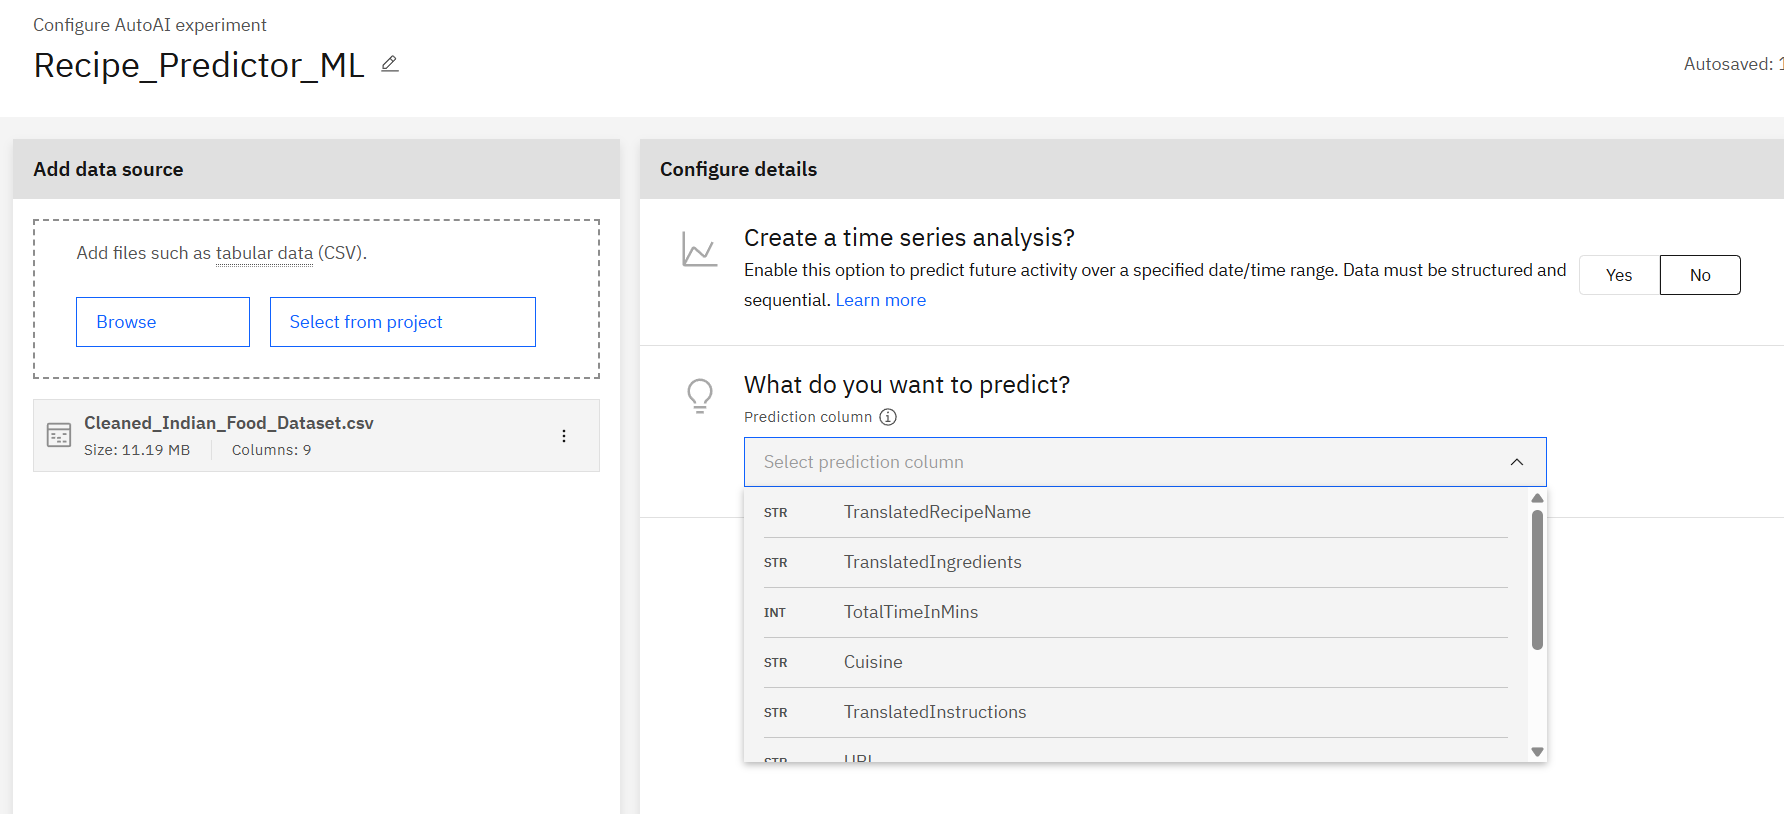 Configure AutoAI experiment
Recipe_Predictor_ML
Autosaved: 1
Add data source
Add files such as tabular data (CSV).
Browse
Select from project
Cleaned_Indian_Food_Dataset.csv
Size: 11.19 MB
Columns: 9
Configure details
Create a time series analysis?
Enable this option to predict future activity over a specified date/time range. Data must be structured and
sequential. Learn more
Yes
No
What do you want to predict?
Prediction column
Select prediction column
STR TranslatedRecipeName
STR TranslatedIngredients
INT TotalTimeInMins
STR Cuisine
STR TranslatedInstructions
STR URL